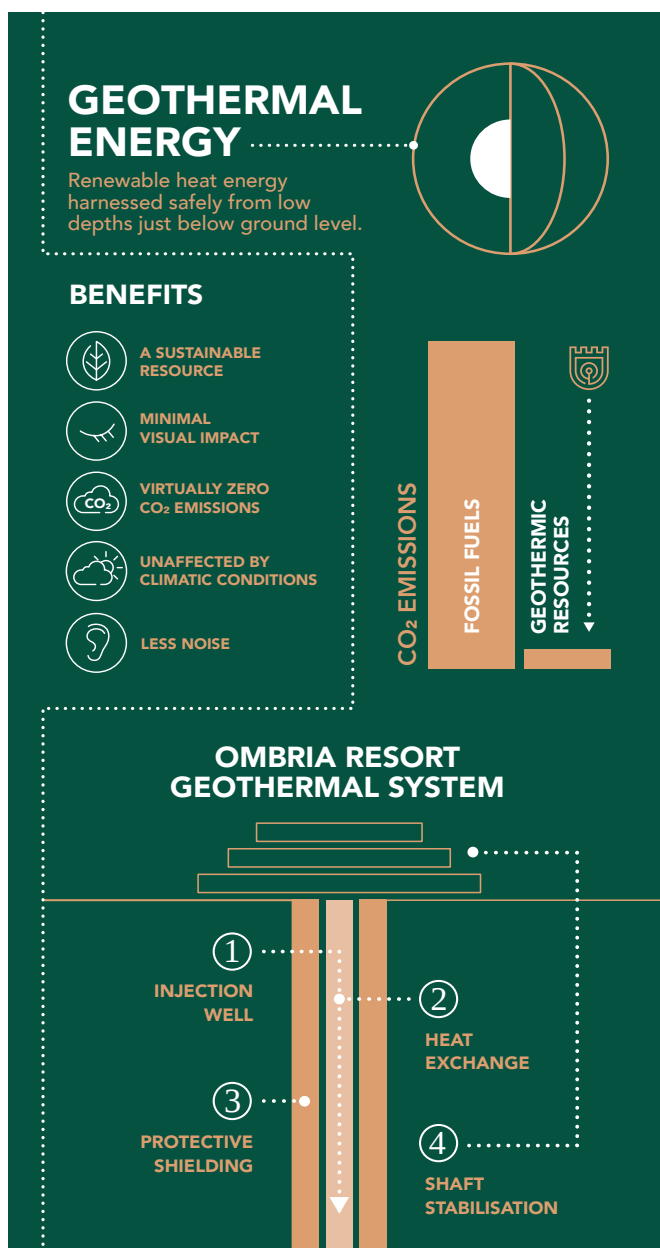 GEOTHERMAL
ENERGY
Renewable heat energy
harnessed safely from low
depths just below ground level.
BENEFITS
A SUSTAINABLE
RESOURCE
MINIMAL
VISUAL IMPACT
CO₂
VIRTUALLY ZERO
CO₂ EMISSIONS
UNAFFECTED BY
CLIMATIC CONDITIONS
LESS NOISE
CO₂ EMISSIONS
FOSSIL FUELS
GEOTHERMIC
RESOURCES
OMBRIA RESORT
GEOTHERMAL SYSTEM
1
INJECTION
WELL
2
HEAT
EXCHANGE
3
PROTECTIVE
SHIELDING
4
SHAFT
STABILISATION